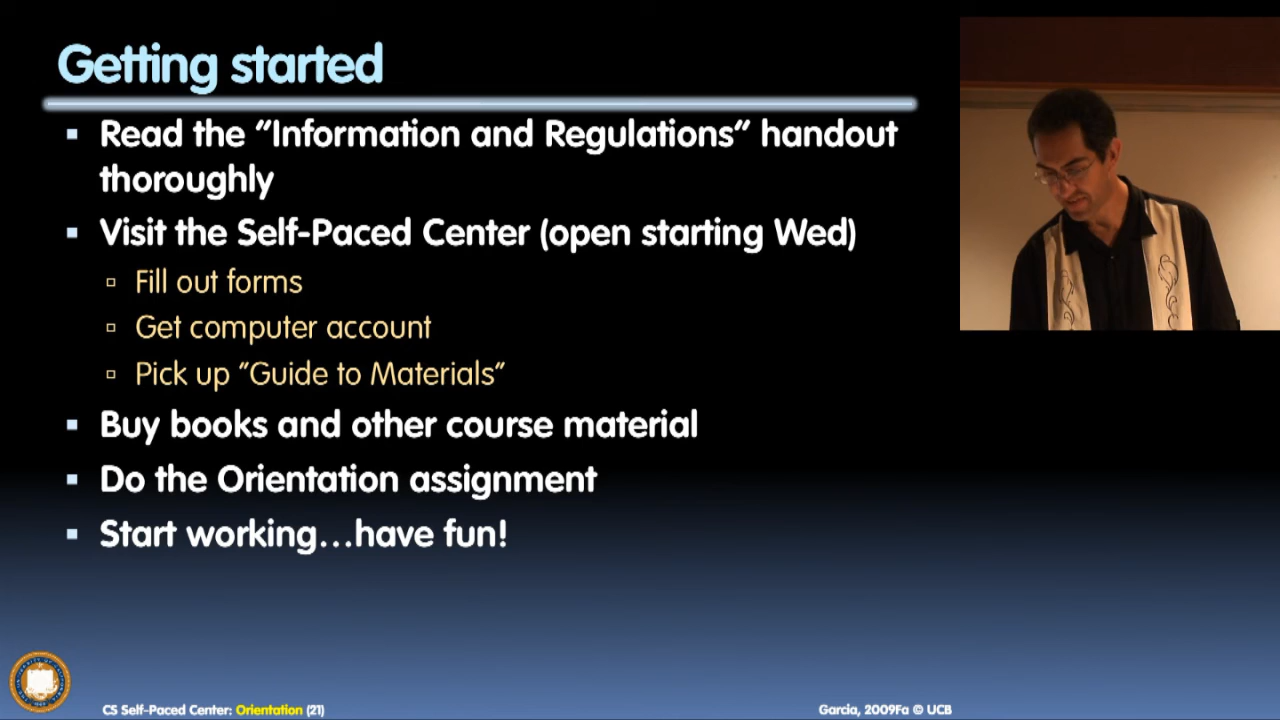 Getting started
Read the "Information and Regulations" handout
thoroughly
Visit the Self-Paced Center (open starting Wed)
Fill out forms
Get computer account
Pick up "Guide to Materials"
Buy books and other course material
Do the Orientation assignment
Start working...have fun!
CS Self-Paced Center: Orientation (21)
Garcia, 2009Fa © UCB